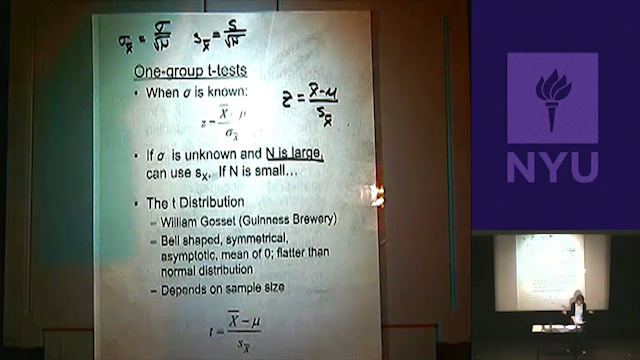 σx̄ = σ/√N   sx̄ = s/√N
One-group t-tests
• When σ is known:
z = X̄ - μ / σX̄
z = x̄-μ / sx̄
• If σ is unknown and N is large,
can use sx. If N is small...
• The t Distribution
– William Gosset (Guinness Brewery)
– Bell shaped, symmetrical,
asymptotic, mean of 0; flatter than
normal distribution
– Depends on sample size
t = X̄ - μ / sX̄
NYU